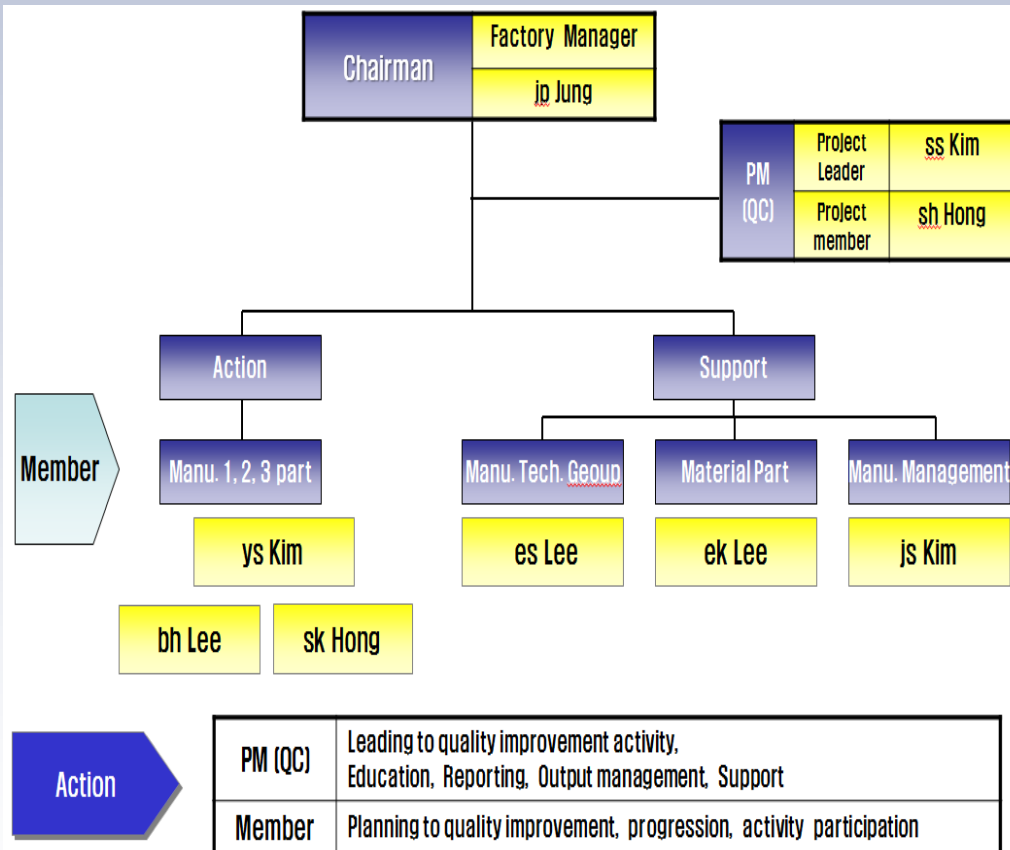 Chairman
Factory Manager
jp Jung
PM
(QC)
Project
Leader
ss Kim
Project
member
sh Hong
Action
Support
Member
Manu. 1, 2, 3 part
Manu. Tech. Geoup
Material Part
Manu. Management
ys Kim
es Lee
ek Lee
js Kim
bh Lee
sk Hong
Action
PM (QC)
Leading to quality improvement activity,
Education, Reporting, Output management, Support
Member
Planning to quality improvement, progression, activity participation